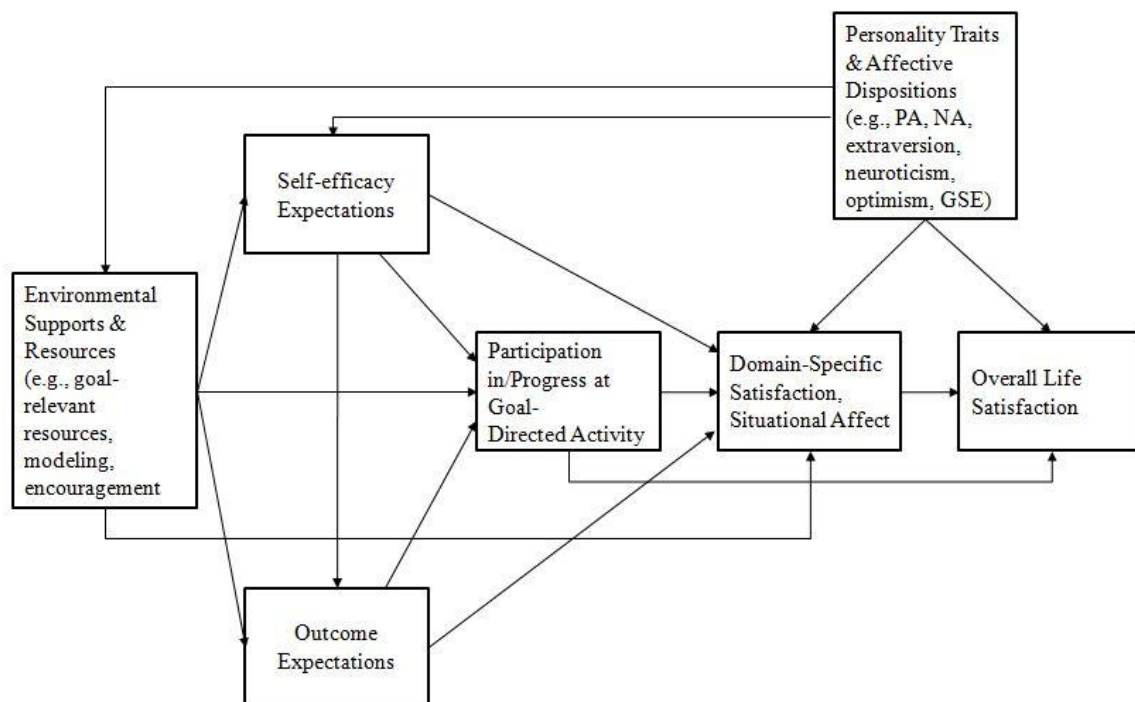 Personality Traits
& Affective
Dispositions
(e.g., PA, NA,
extraversion,
neuroticism,
optimism, GSE)
Self-efficacy
Expectations
Environmental
Supports &
Resources
(e.g., goal-
relevant
resources,
modeling,
encouragement
Participation
in/Progress at
Goal-
Directed Activity
Domain-Specific
Satisfaction,
Situational Affect
Overall Life
Satisfaction
Outcome
Expectations